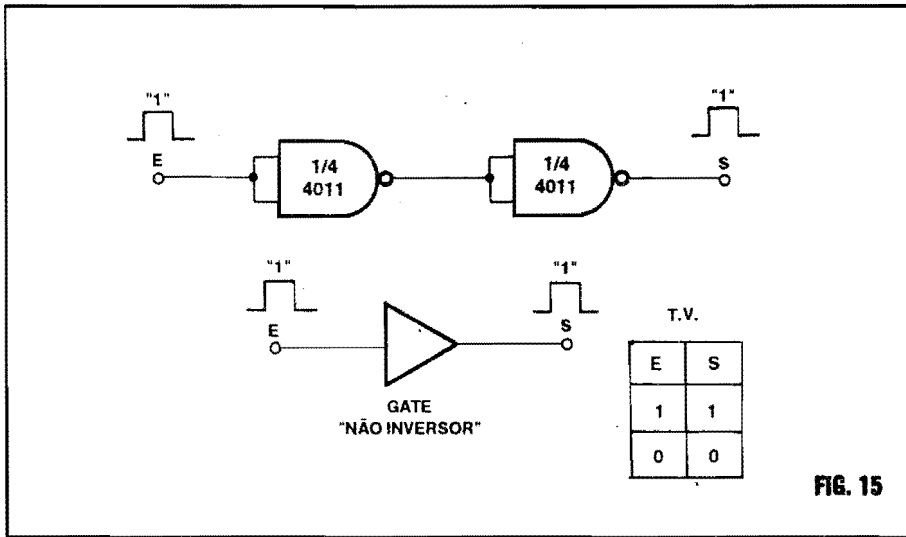 "1"
"1"
E
1/4
4011
1/4
4011
S
"1"
"1"
E
S
T.V.
E S
1 1
0 0
GATE
"NÃO INVERSOR"
FIG. 15